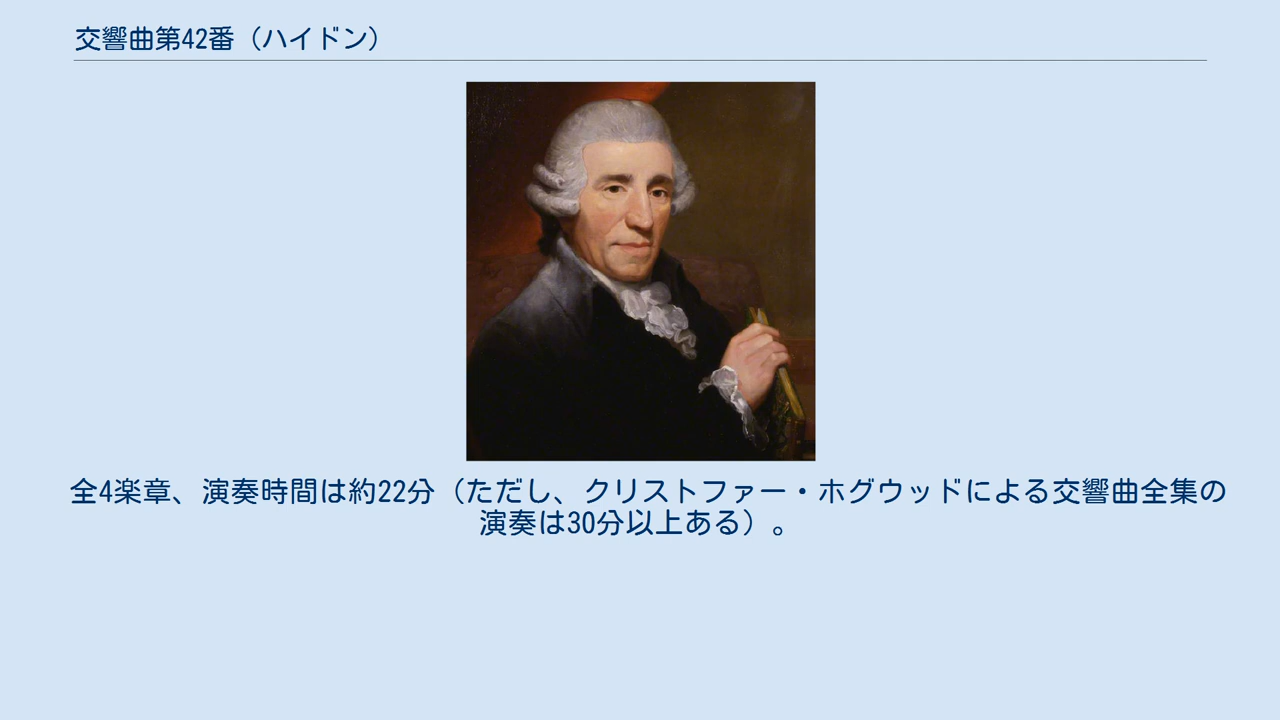 交響曲第42番（ハイドン）
全4楽章、演奏時間は約22分（ただし、クリストファー・ホグウッドによる交響曲全集の
演奏は30分以上ある）。